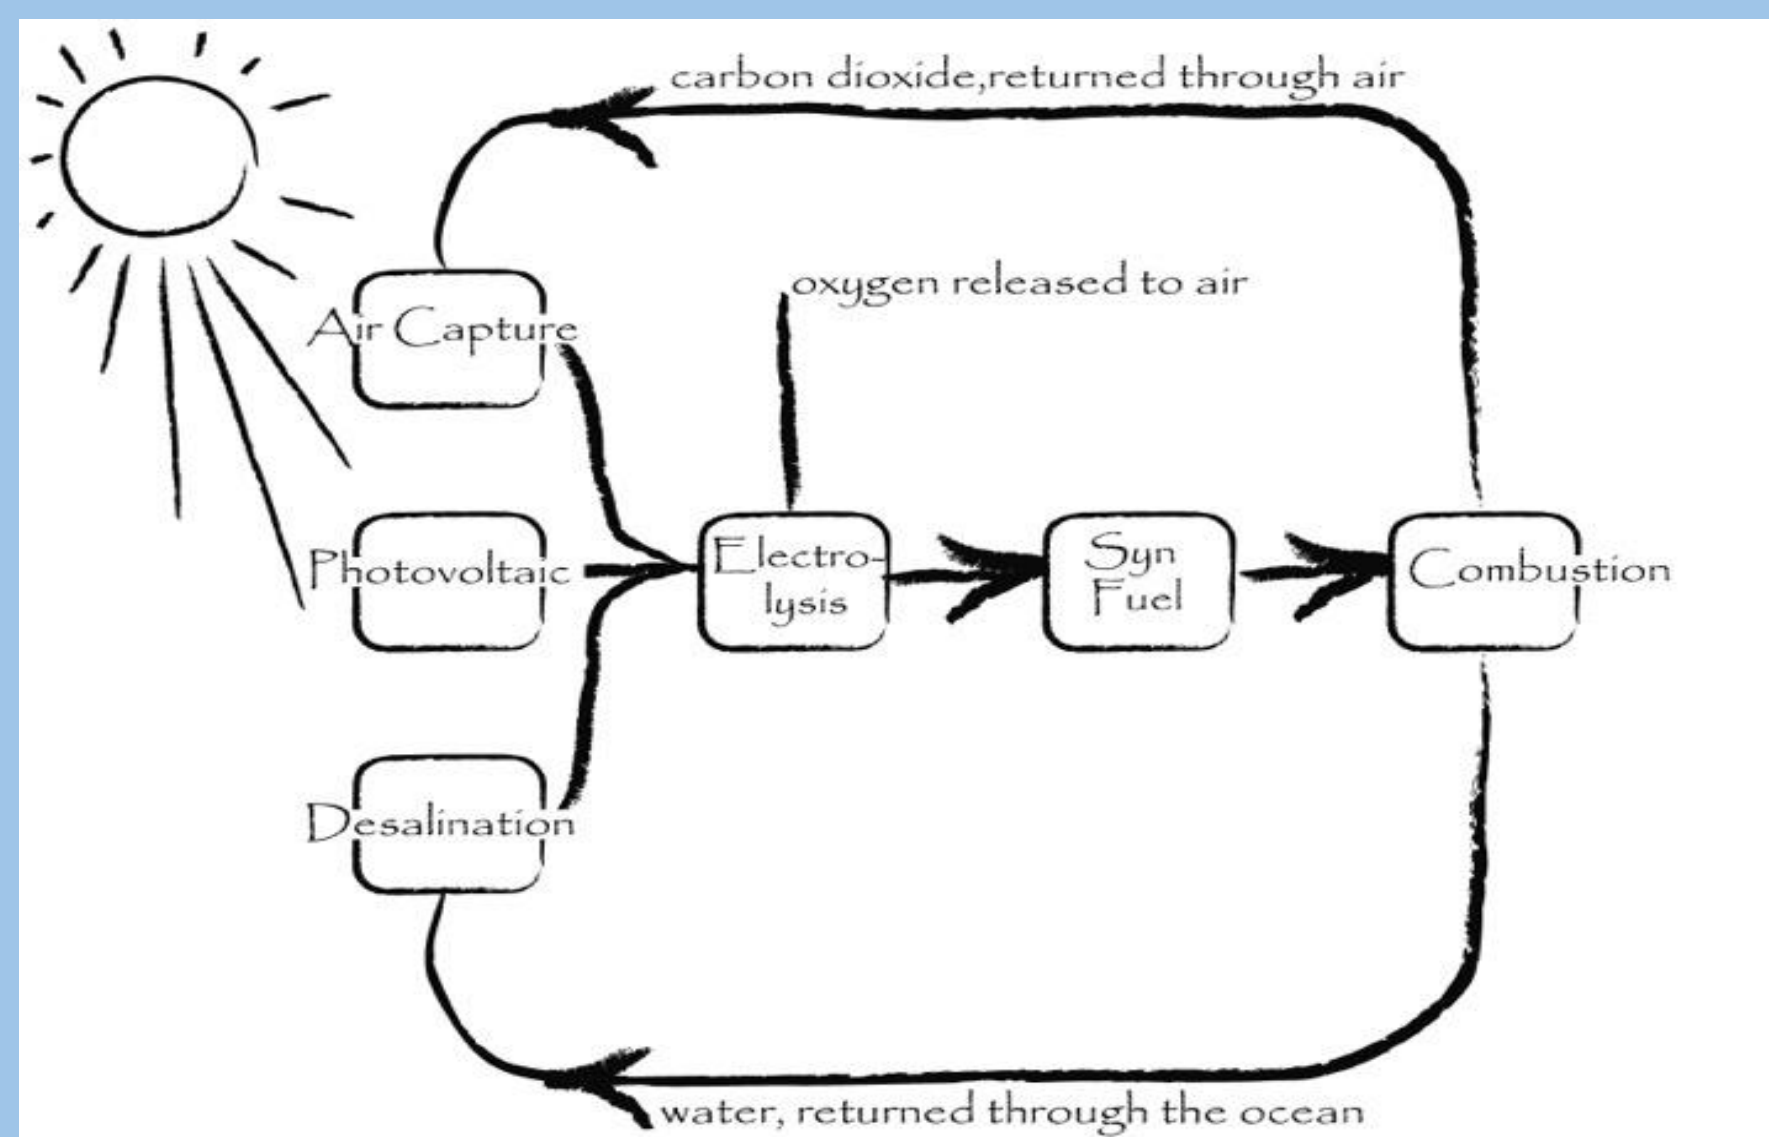 carbon dioxide,returned through air
oxygen released to air
Air Capture
Photovoltaic
Electro-
lysis
Syn
Fuel
Combustion
Desalination
water, returned through the ocean